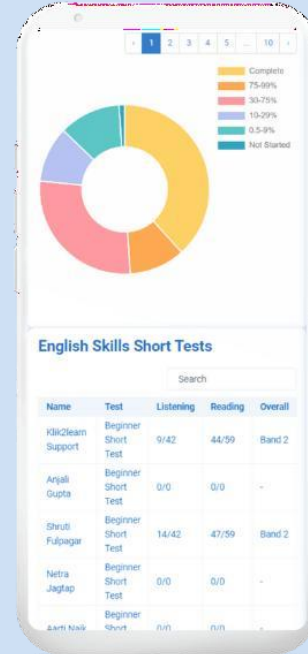 ‹ 1 2 3 4 5 ... 10 ›
Complete
75-99%
30-75%
10-29%
0.5-9%
Not Started
English Skills Short Tests
Search
Name Test Listening Reading Overall
Klik2learn Support Beginner Short Test 9/42 44/59 Band 2
Anjali Gupta Beginner Short Test 0/0 0/0 -
Shruti Fulpagar Beginner Short Test 14/42 47/59 Band 2
Netra Jagtap Beginner Short Test 0/0 0/0 -
Aarti Naik Beginner Short 0/0 0/0 -